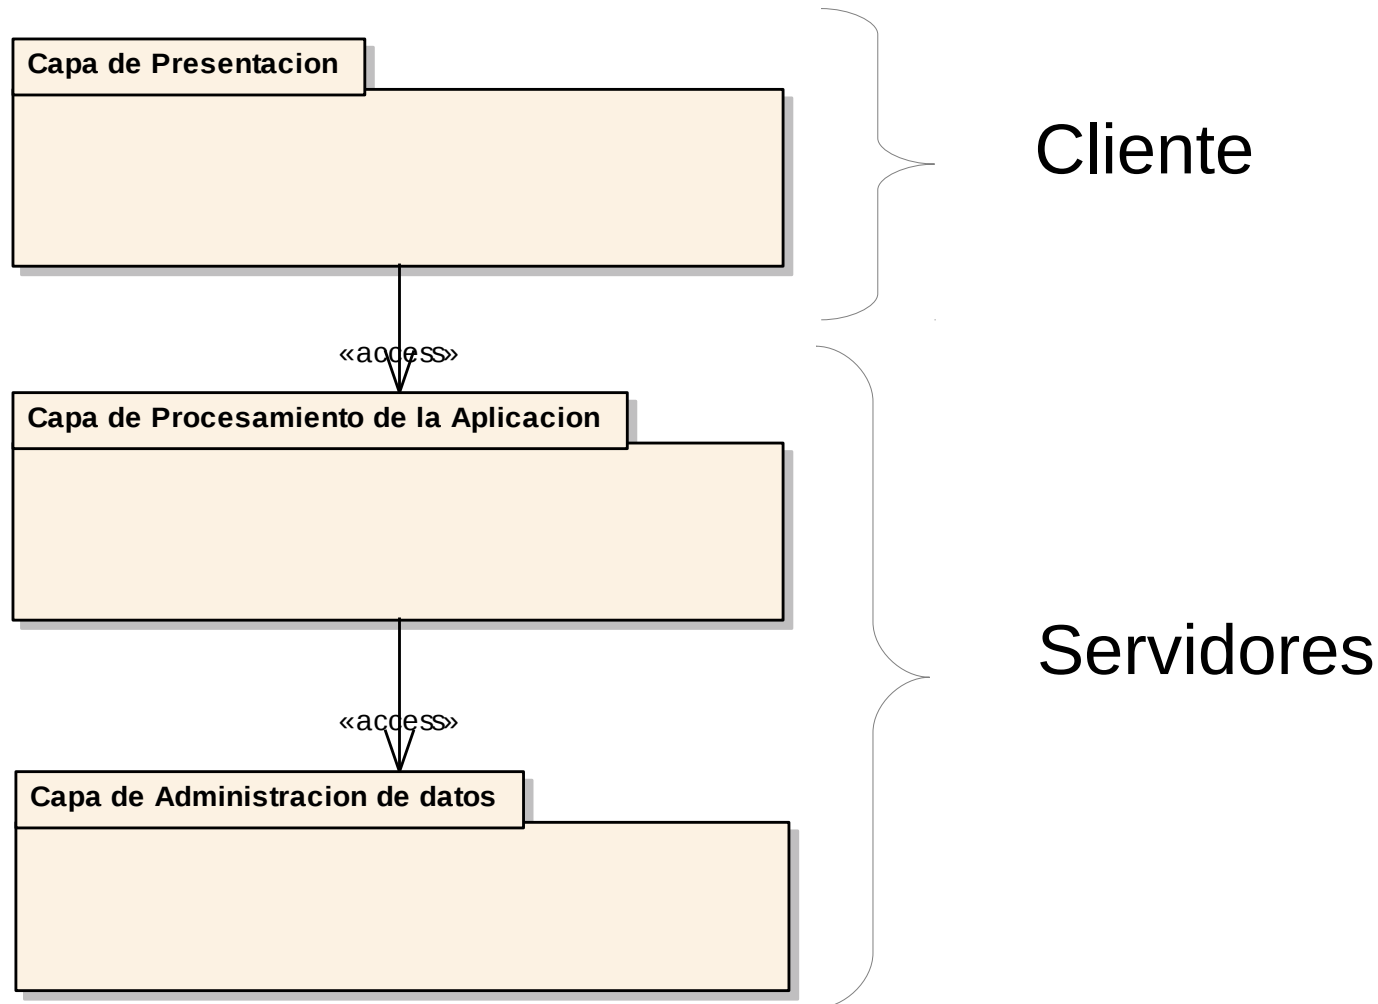 Capa de Presentacion
Cliente
«access»
Capa de Procesamiento de la Aplicacion
Servidores
«access»
Capa de Administracion de datos